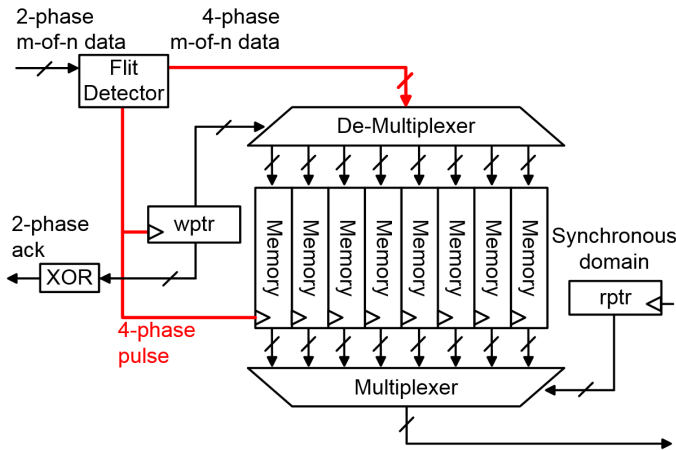 2-phase
m-of-n data
4-phase
m-of-n data
Flit
Detector
De-Multiplexer
wptr
2-phase
ack
XOR
Memory
Memory
Memory
Memory
Memory
Memory
Memory
Memory
Synchronous
domain
rptr
4-phase
pulse
Multiplexer